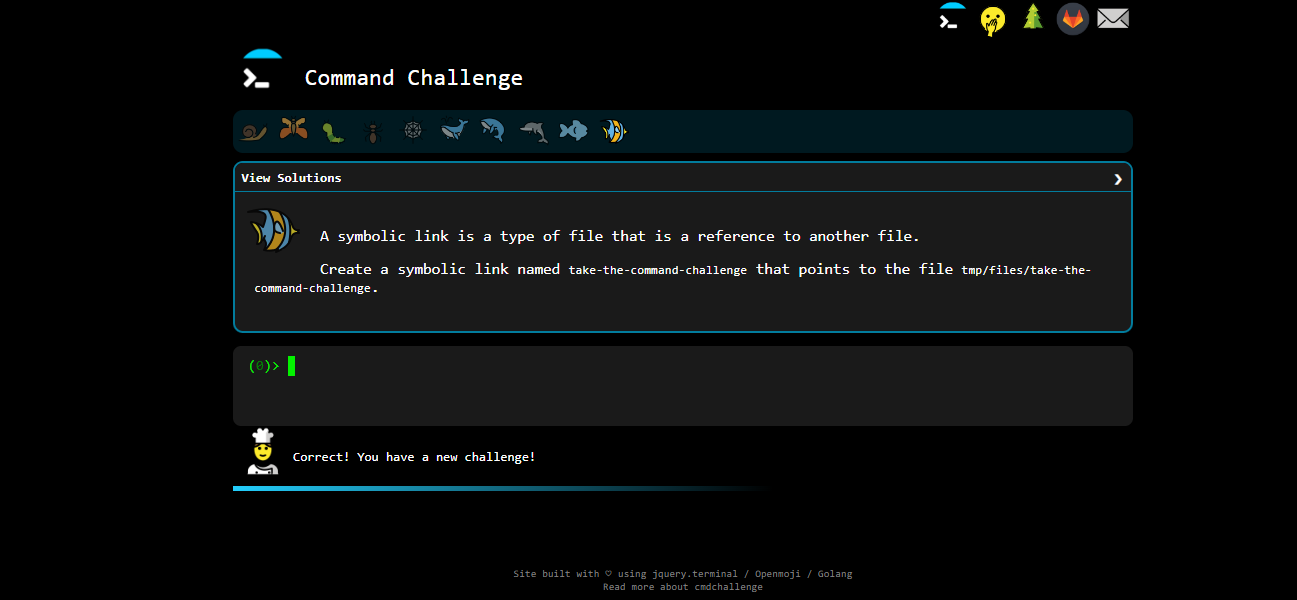 Command Challenge
View Solutions
A symbolic link is a type of file that is a reference to another file.
Create a symbolic link named take-the-command-challenge that points to the file tmp/files/take-the-
command-challenge.
(0)>
Correct! You have a new challenge!
Site built with ♡ using jquery.terminal / Openmoji / Golang
Read more about cmdchallenge